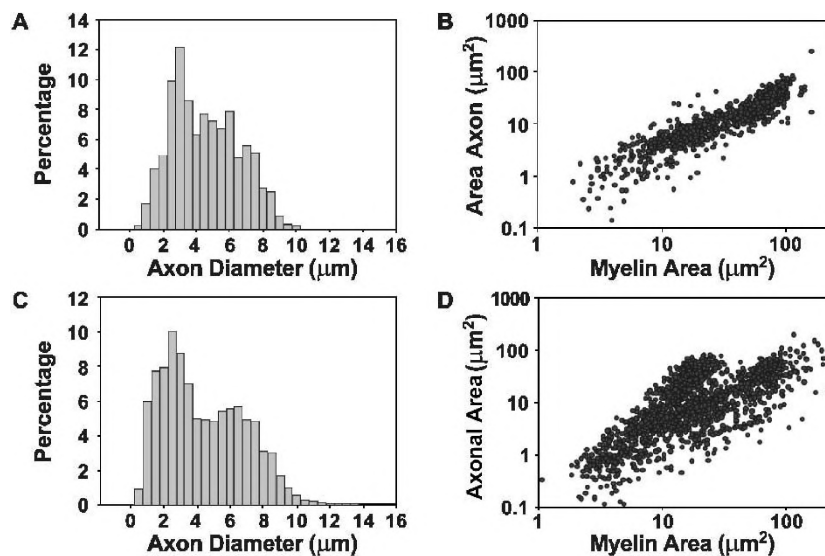 A
14
12
10
8
6
4
2
0
Percentage
0 2 4 6 8 10 12 14 16
Axon Diameter (μm)
B
1000
100
10
1
0.1
Area Axon (μm²)
1 10 100
Myelin Area (μm²)
C
12
10
8
6
4
2
0
Percentage
0 2 4 6 8 10 12 14 16
Axon Diameter (μm)
D
1000
100
10
1
0.1
Axonal Area (μm²)
1 10 100
Myelin Area (μm²)